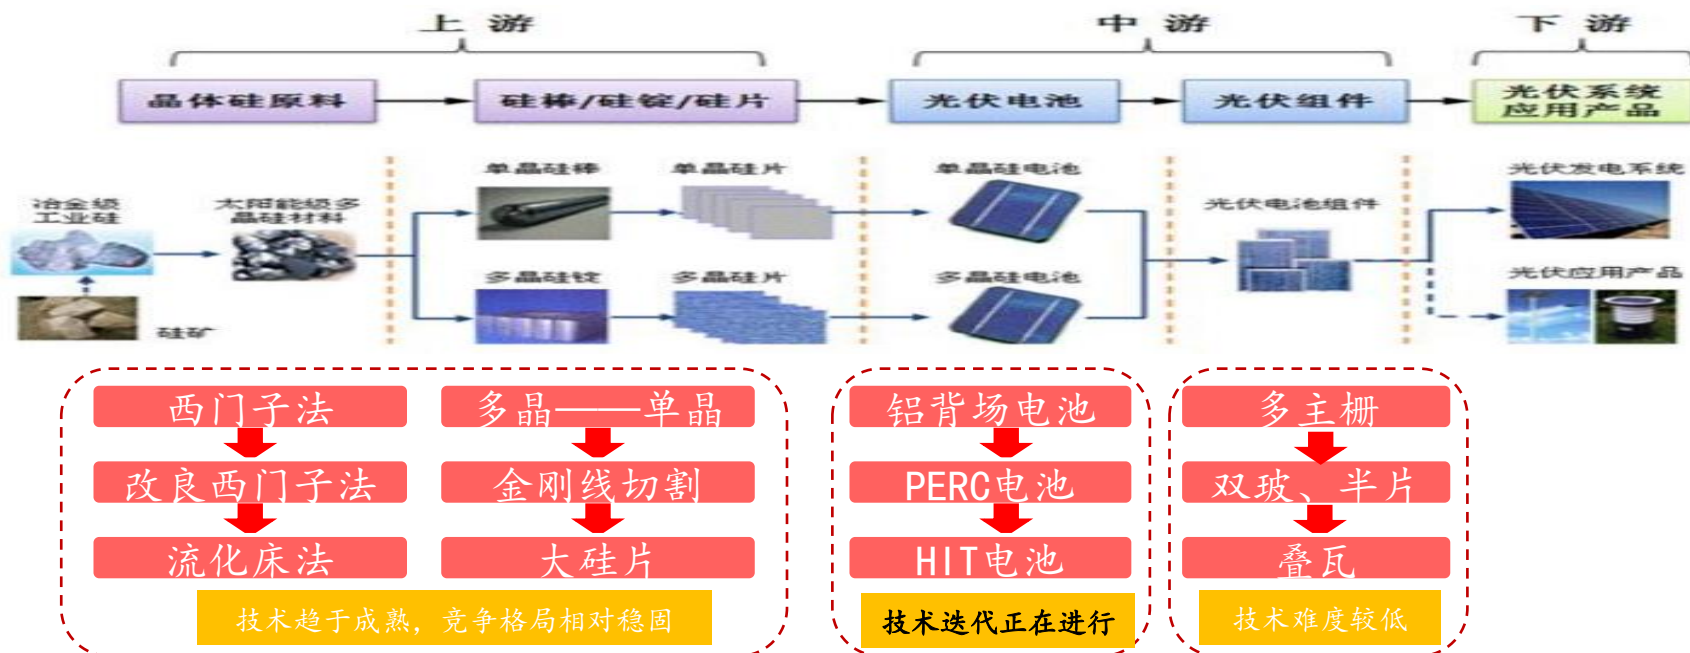 上 游
中 游
下 游
晶体硅原料
硅棒/硅锭/硅片
光伏电池
光伏组件
光伏系统
应用产品
冶金级
工业硅
太阳能级多
晶硅材料
硅矿
单晶硅棒
单晶硅片
单晶硅电池
光伏电池组件
光伏发电系统
多晶硅锭
多晶硅片
多晶硅电池
光伏应用产品
西门子法
改良西门子法
流化床法
多晶——单晶
金刚线切割
大硅片
技术趋于成熟，竞争格局相对稳固
铝背场电池
PERC电池
HIT电池
技术迭代正在进行
多主栅
双玻、半片
叠瓦
技术难度较低